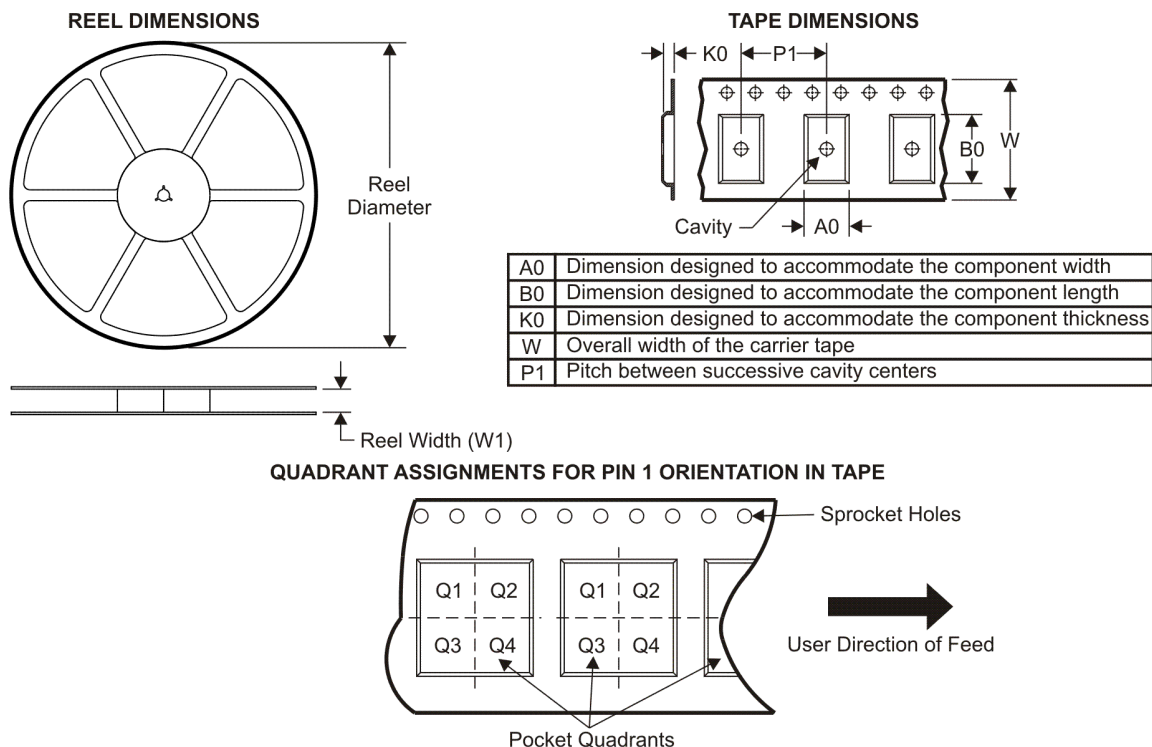 REEL DIMENSIONS
Reel
Diameter
Reel Width (W1)
TAPE DIMENSIONS
K0
P1
B0
W
Cavity
A0
A0 Dimension designed to accommodate the component width
B0 Dimension designed to accommodate the component length
K0 Dimension designed to accommodate the component thickness
W Overall width of the carrier tape
P1 Pitch between successive cavity centers
QUADRANT ASSIGNMENTS FOR PIN 1 ORIENTATION IN TAPE
Sprocket Holes
Q1 Q2 Q1 Q2
Q3 Q4 Q3 Q4
User Direction of Feed
Pocket Quadrants